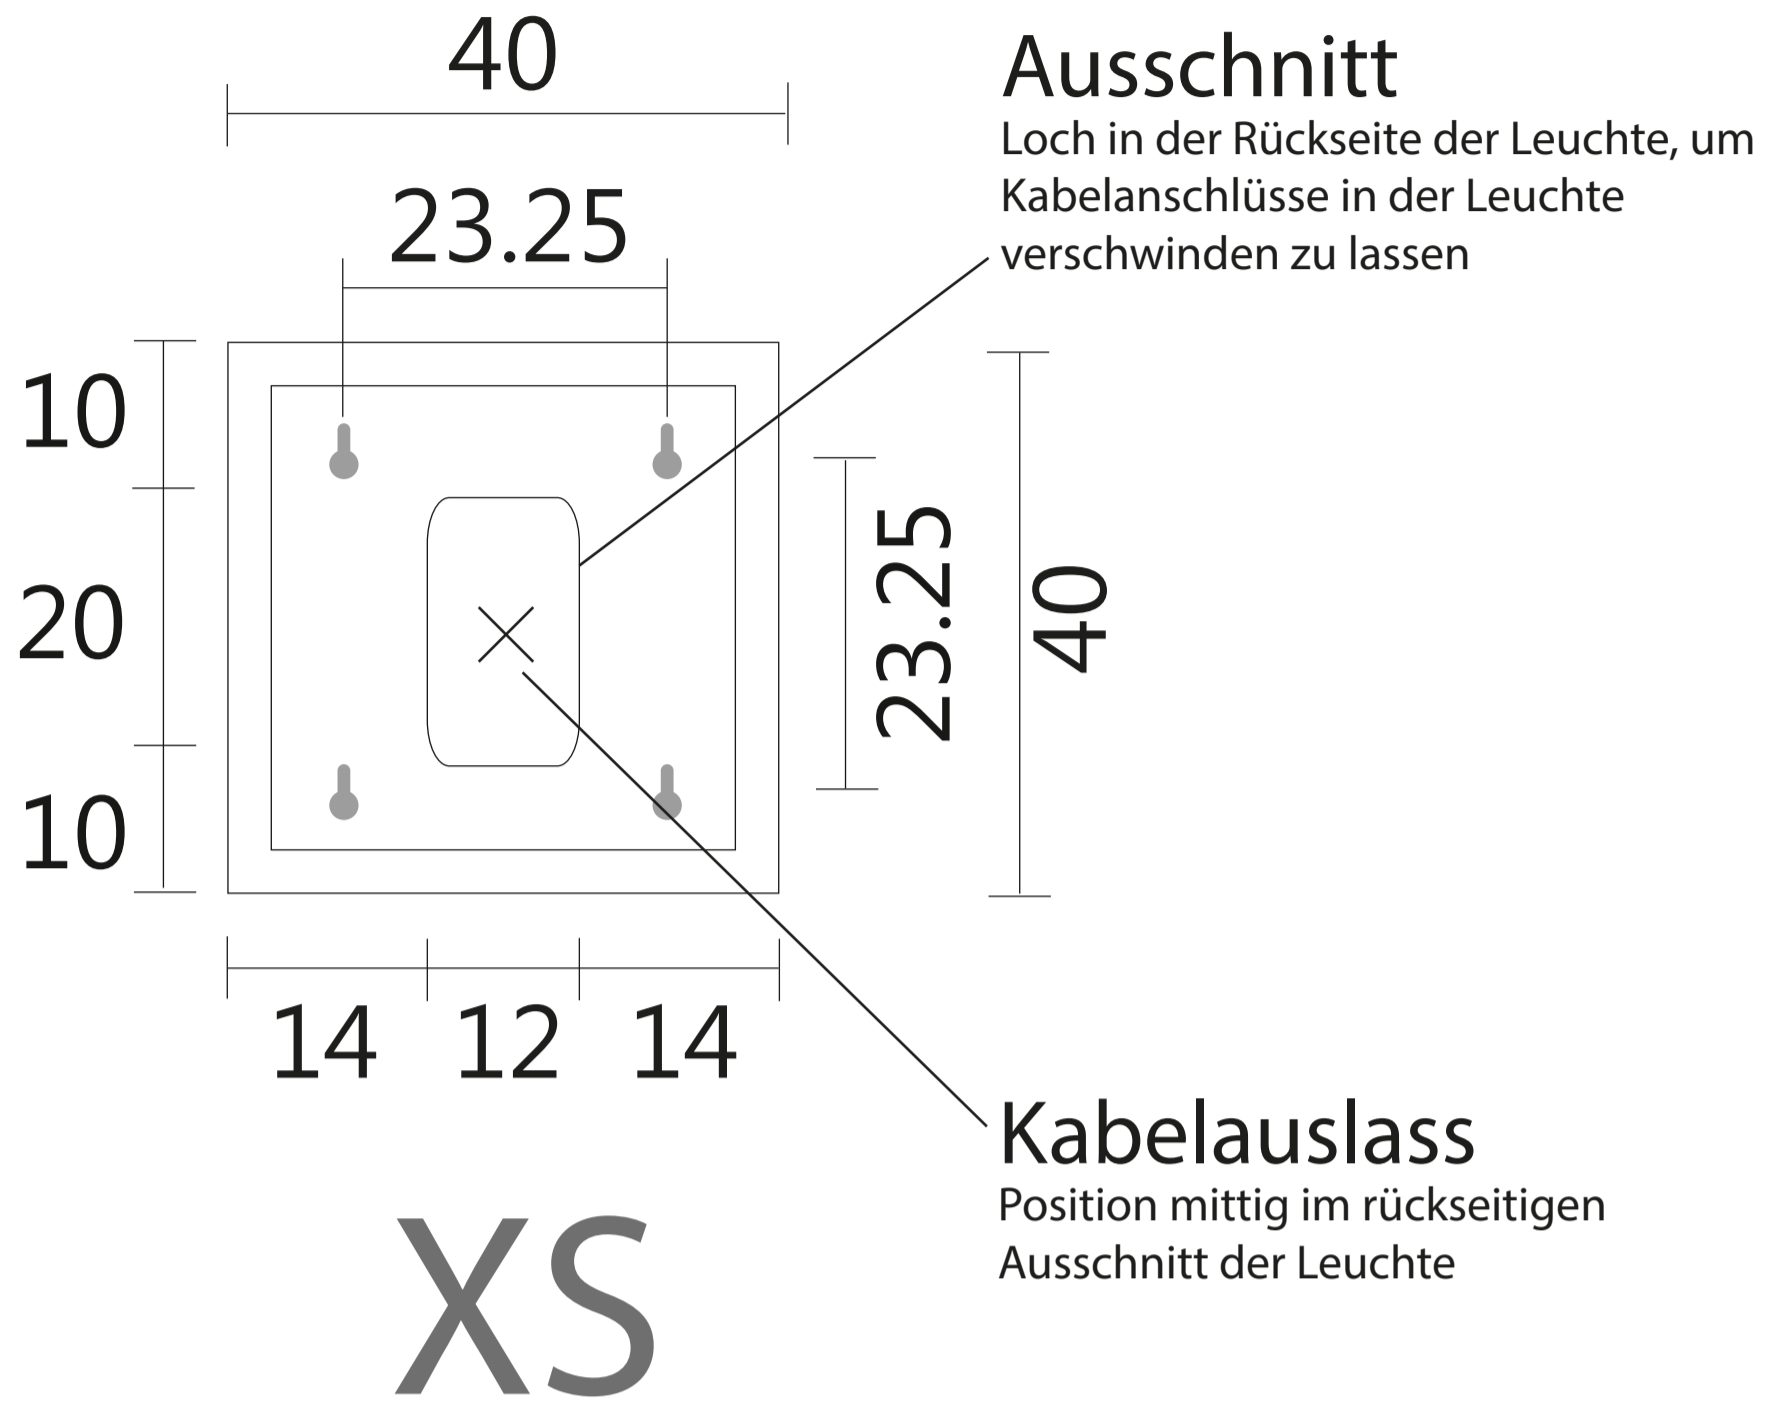 40
Ausschnitt
Loch in der Rückseite der Leuchte, um
Kabelanschlüsse in der Leuchte
verschwinden zu lassen
23.25
10
20
10
23.25
40
14 12 14
Kabelauslass
Position mittig im rückseitigen
Ausschnitt der Leuchte
XS